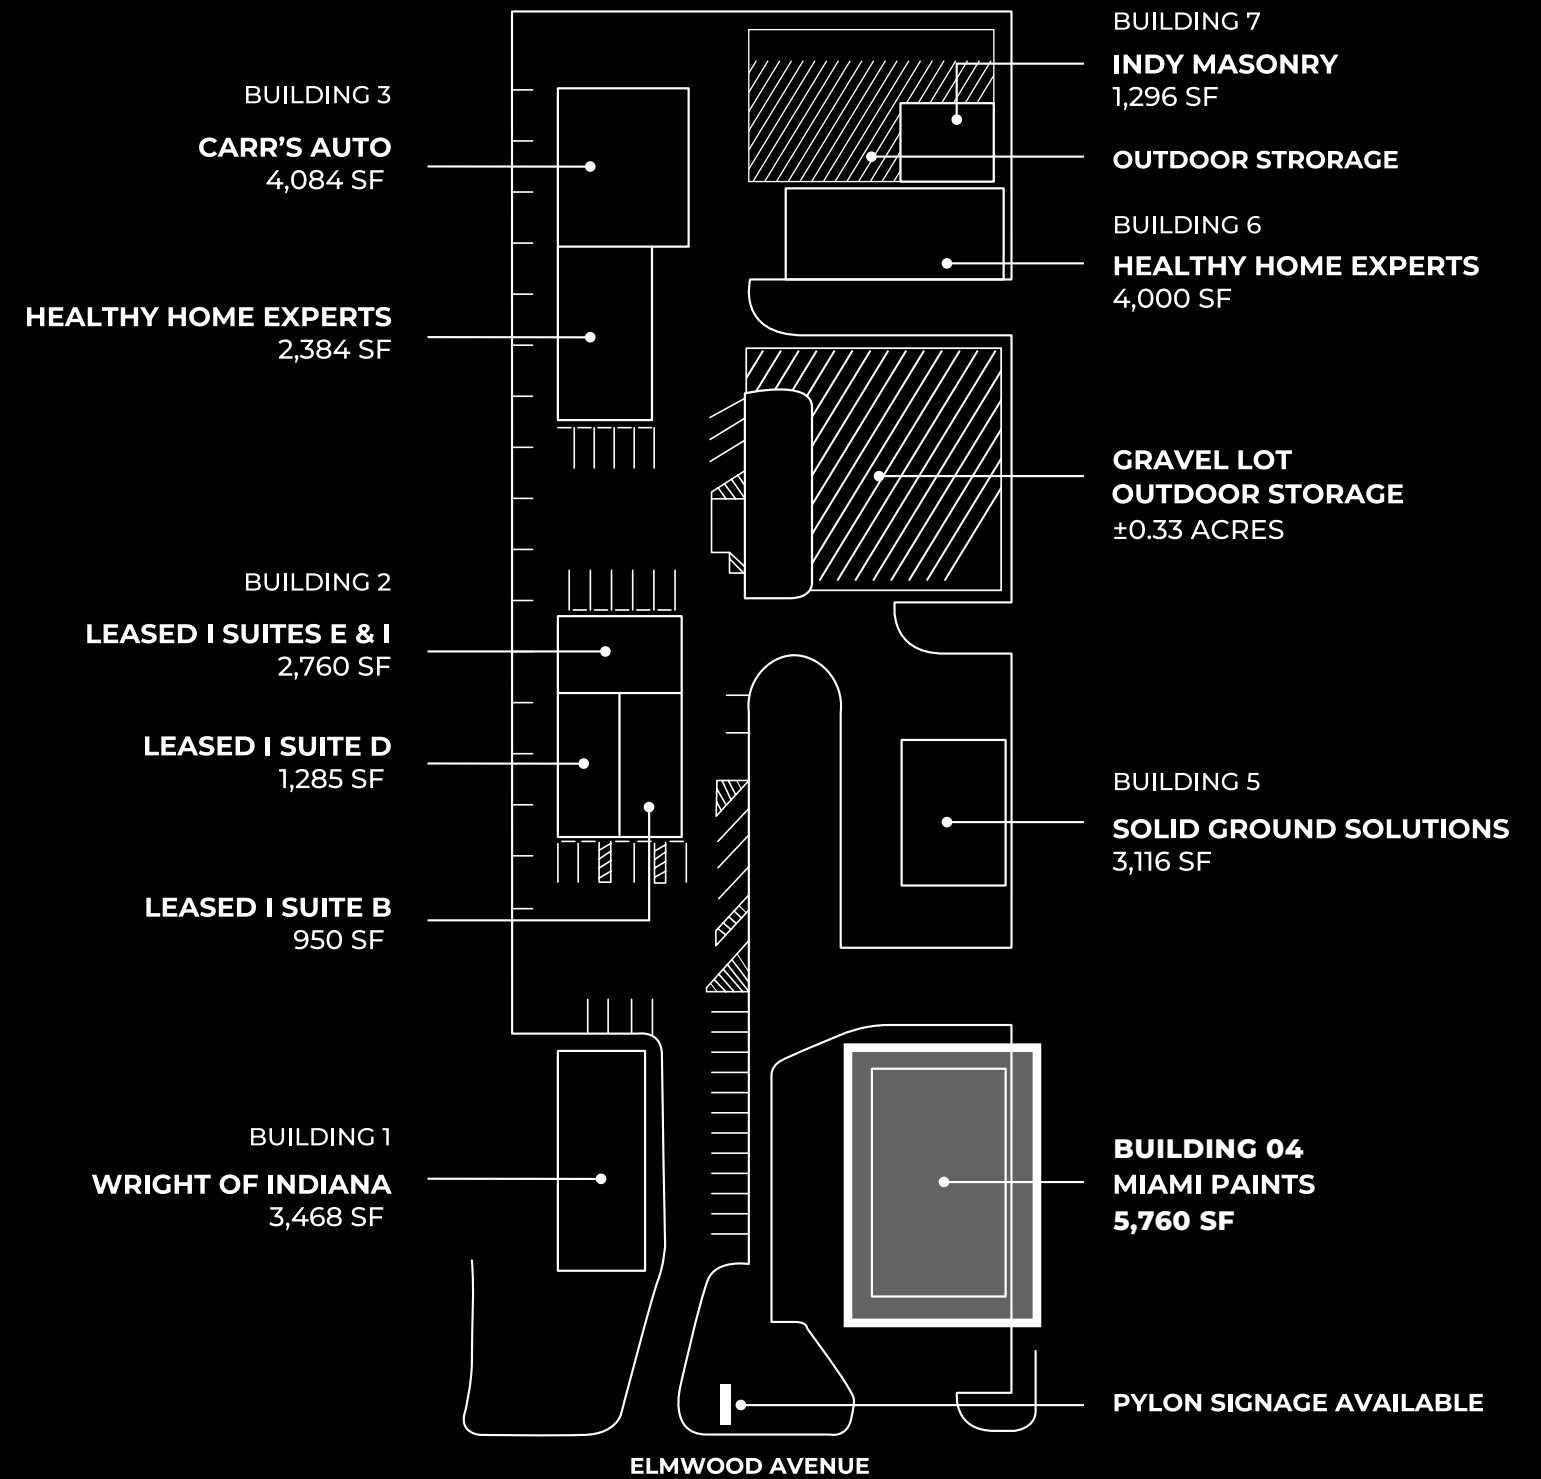 BUILDING 3
CARR'S AUTO
4,084 SF
HEALTHY HOME EXPERTS
2,384 SF
BUILDING 2
LEASED I SUITES E & I
2,760 SF
LEASED I SUITE D
1,285 SF
LEASED I SUITE B
950 SF
BUILDING 1
WRIGHT OF INDIANA
3,468 SF
BUILDING 7
INDY MASONRY
1,296 SF
OUTDOOR STRORAGE
BUILDING 6
HEALTHY HOME EXPERTS
4,000 SF
GRAVEL LOT
OUTDOOR STORAGE
±0.33 ACRES
BUILDING 5
SOLID GROUND SOLUTIONS
3,116 SF
BUILDING 04
MIAMI PAINTS
5,760 SF
PYLON SIGNAGE AVAILABLE
ELMWOOD AVENUE